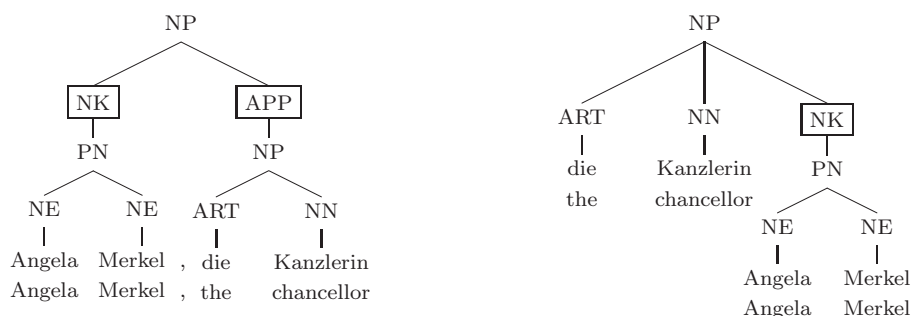 NP NP
NK APP
ART NN NK
PN NP
die Kanzlerin PN
the chancellor
NE NE ART NN
NE NE
Angela Merkel , die Kanzlerin
Angela Merkel
Angela Merkel , the chancellor
Angela Merkel